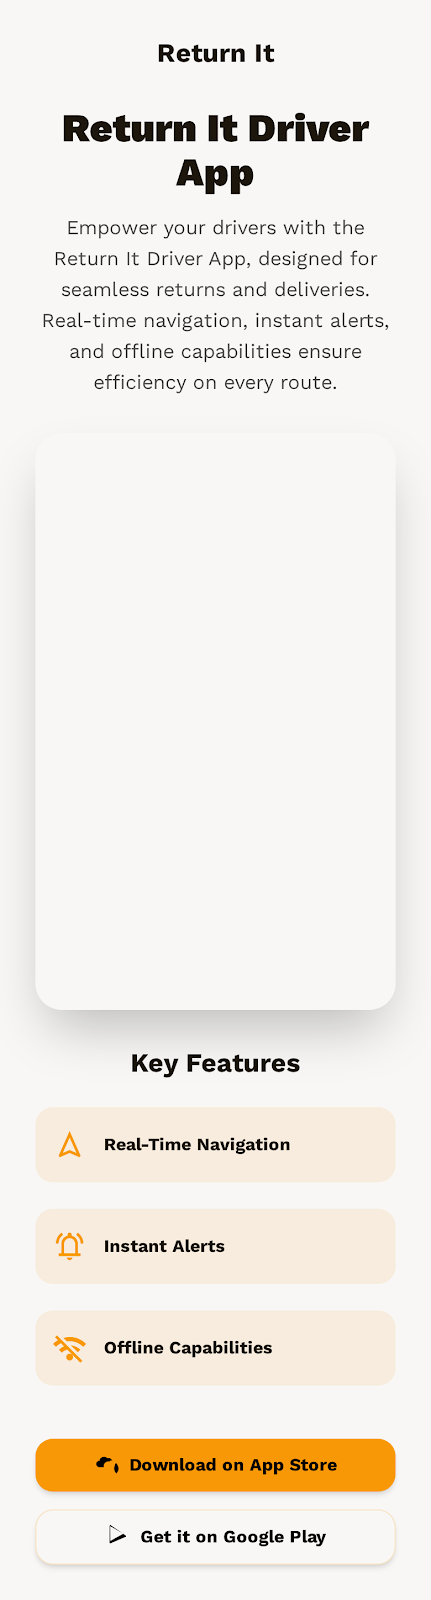 Return It
Return It Driver
App
Empower your drivers with the
Return It Driver App, designed for
seamless returns and deliveries.
Real-time navigation, instant alerts,
and offline capabilities ensure
efficiency on every route.
Key Features
Real-Time Navigation
Instant Alerts
Offline Capabilities
Download on App Store
Get it on Google Play